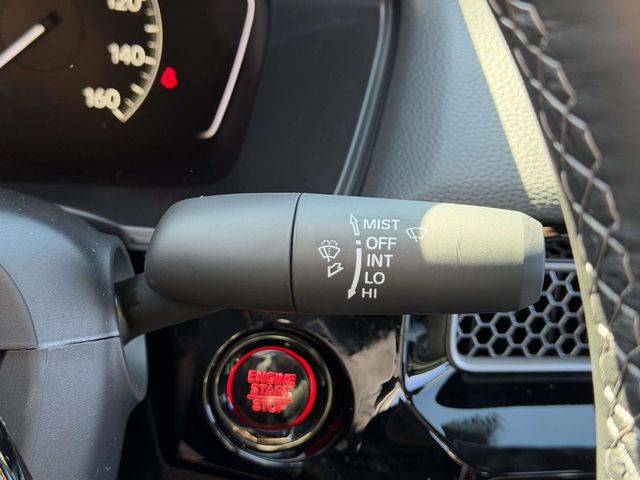 120
140
160
MIST
OFF
INT
LO
HI
ENGINE
START
STOP